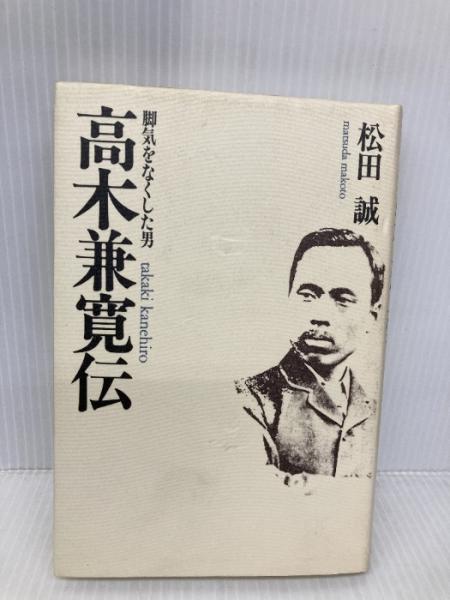 松田 誠
matsuda makoto
脚気をなくした男
高木兼寛伝
takaki kanehiro